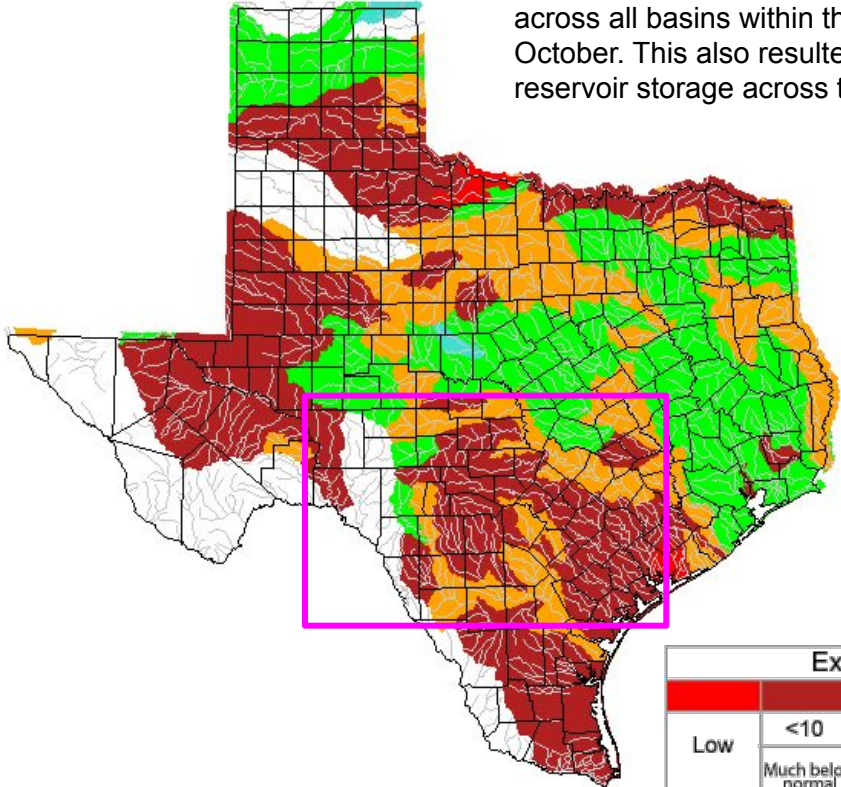 across all basins within th
October. This also resulte
reservoir storage across t
Ex
Low
<10
Much belo
normal